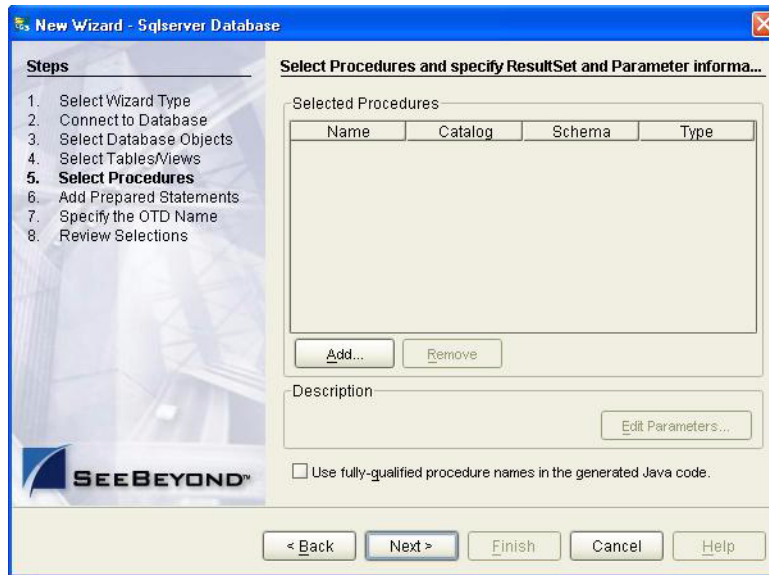 New Wizard - Sqlserver Database
Steps
1. Select Wizard Type
2. Connect to Database
3. Select Database Objects
4. Select Tables/Views
5. Select Procedures
6. Add Prepared Statements
7. Specify the OTD Name
8. Review Selections
SEEBEYOND™
Select Procedures and specify ResultSet and Parameter informa...
Selected Procedures
Name Catalog Schema Type
Add... Remove
Description
Edit Parameters...
Use fully-qualified procedure names in the generated Java code.
< Back Next > Finish Cancel Help